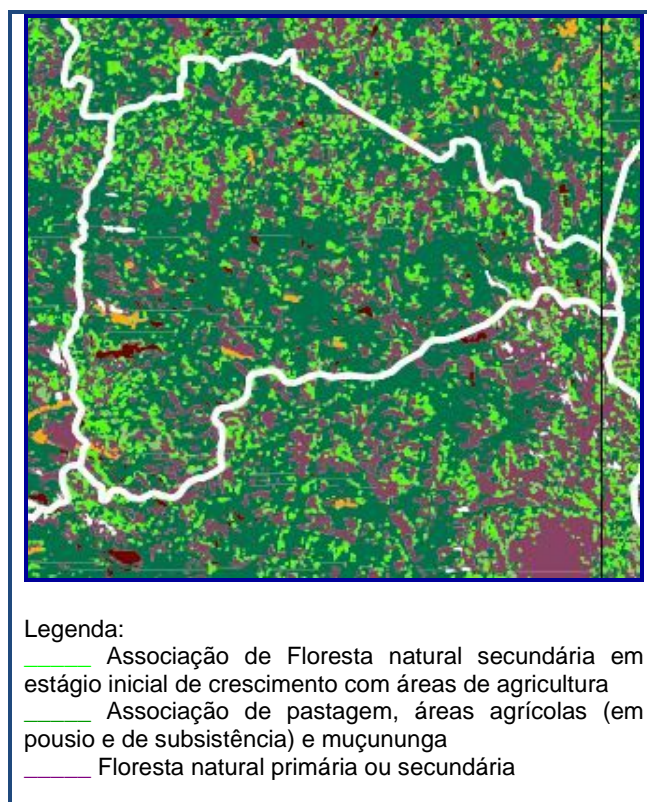 Legenda:
_____ Associação de Floresta natural secundária em
estágio inicial de crescimento com áreas de agricultura
_____ Associação de pastagem, áreas agrícolas (em
pousio e de subsistência) e muçununga
_____ Floresta natural primária ou secundária